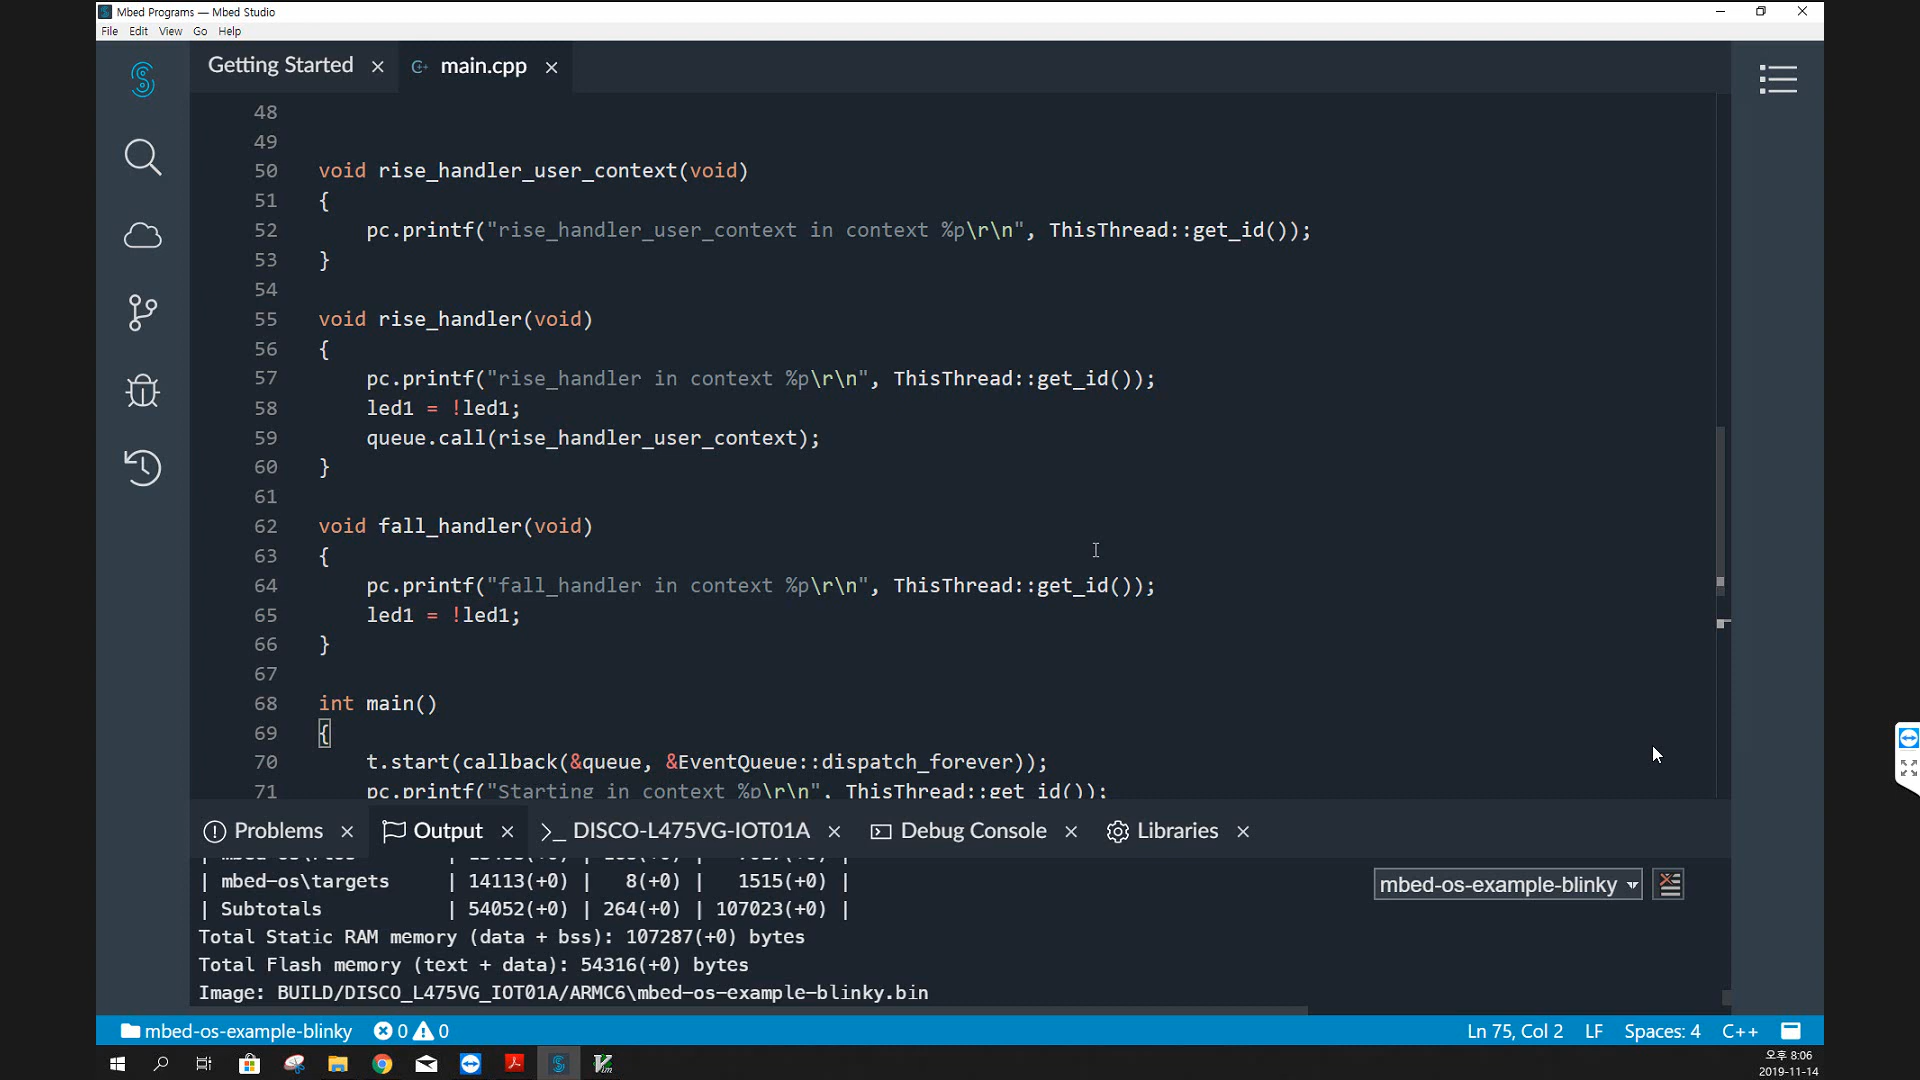 Mbed Programs — Mbed Studio
File Edit View Go Help
Getting Started × main.cpp ×
48
49
50 void rise_handler_user_context(void)
51 {
52 pc.printf("rise_handler_user_context in context %p\r\n", ThisThread::get_id());
53 }
54
55 void rise_handler(void)
56 {
57 pc.printf("rise_handler in context %p\r\n", ThisThread::get_id());
58 led1 = !led1;
59 queue.call(rise_handler_user_context);
60 }
61
62 void fall_handler(void)
63 {
64 pc.printf("fall_handler in context %p\r\n", ThisThread::get_id());
65 led1 = !led1;
66 }
67
68 int main()
69 {
70 t.start(callback(&queue, &EventQueue::dispatch_forever));
71 pc.printf("Starting in context %p\r\n", ThisThread::get_id());
Problems × Output × >_ DISCO-L475VG-IOT01A × Debug Console × Libraries ×
| mbed-os\targets | 14113(+0) | 8(+0) | 1515(+0) |
| Subtotals | 54052(+0) | 264(+0) | 107023(+0) |
Total Static RAM memory (data + bss): 107287(+0) bytes
Total Flash memory (text + data): 54316(+0) bytes
Image: BUILD/DISCO_L475VG_IOT01A/ARMC6\mbed-os-example-blinky.bin
mbed-os-example-blinky
mbed-os-example-blinky 0 0 Ln 75, Col 2 LF Spaces: 4 C++
오후 8:06
2019-11-14